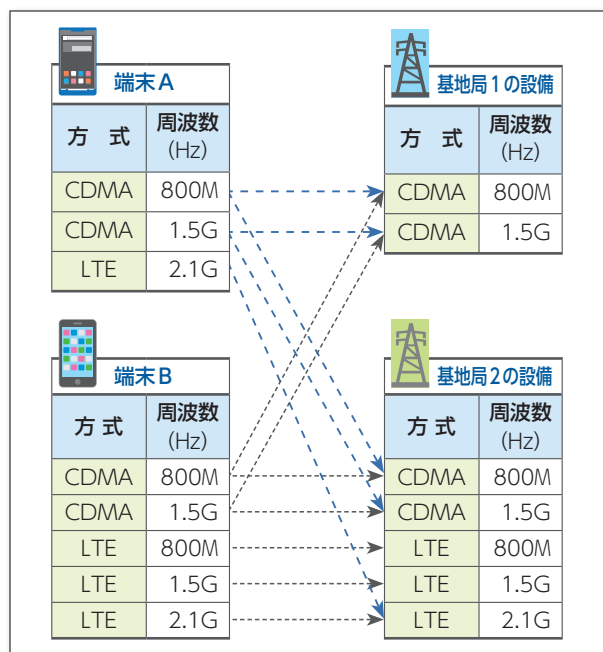 端末A
方 式 周波数
(Hz)
CDMA 800M
CDMA 1.5G
LTE 2.1G
基地局1の設備
方 式 周波数
(Hz)
CDMA 800M
CDMA 1.5G
端末B
方 式 周波数
(Hz)
CDMA 800M
CDMA 1.5G
LTE 800M
LTE 1.5G
LTE 2.1G
基地局2の設備
方 式 周波数
(Hz)
CDMA 800M
CDMA 1.5G
LTE 800M
LTE 1.5G
LTE 2.1G